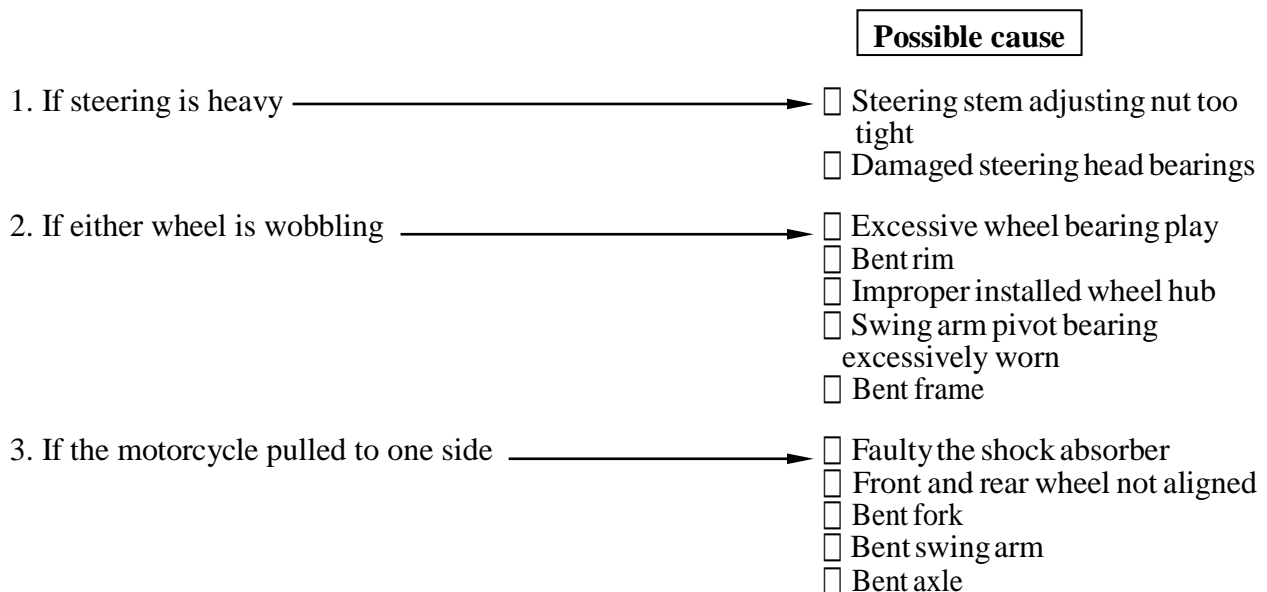 Possible cause
1. If steering is heavy
Steering stem adjusting nut too
tight
Damaged steering head bearings
2. If either wheel is wobbling
Excessive wheel bearing play
Bent rim
Improper installed wheel hub
Swing arm pivot bearing
excessively worn
Bent frame
3. If the motorcycle pulled to one side
Faulty the shock absorber
Front and rear wheel not aligned
Bent fork
Bent swing arm
Bent axle